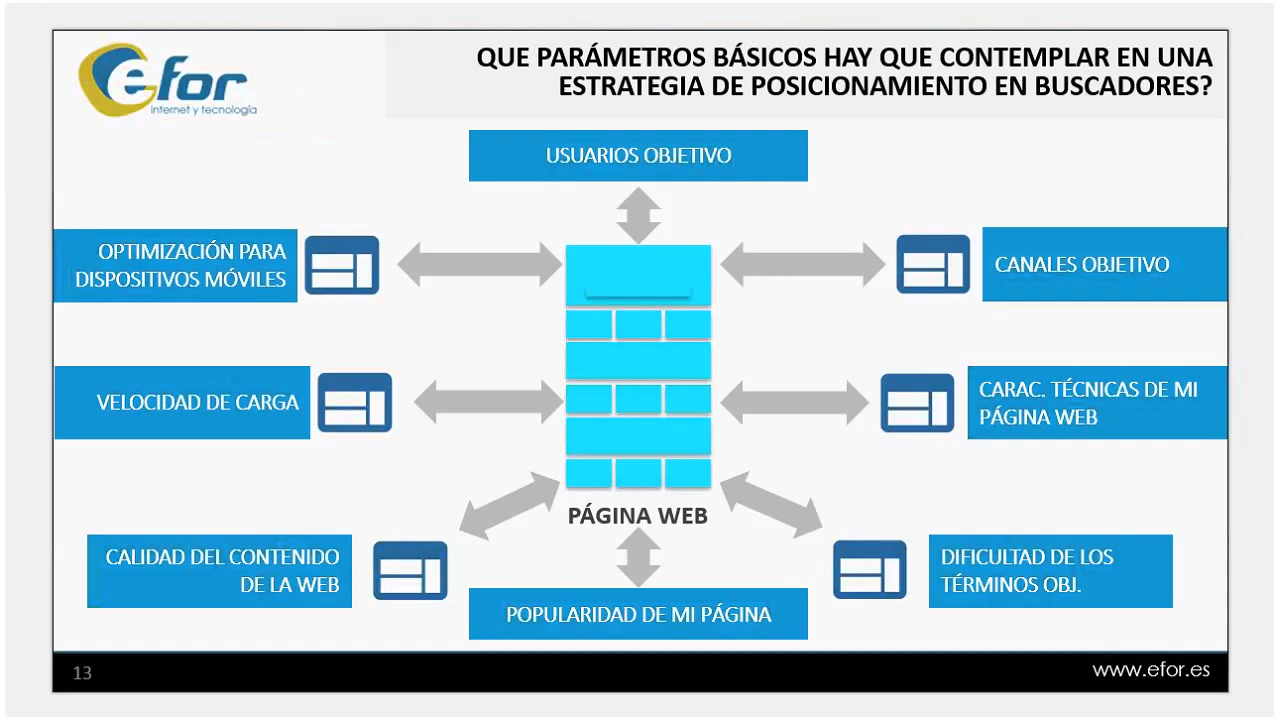 efor
internet y tecnología
QUE PARÁMETROS BÁSICOS HAY QUE CONTEMPLAR EN UNA
ESTRATEGIA DE POSICIONAMIENTO EN BUSCADORES?
USUARIOS OBJETIVO
OPTIMIZACIÓN PARA
DISPOSITIVOS MÓVILES
CANALES OBJETIVO
VELOCIDAD DE CARGA
CARAC. TÉCNICAS DE MI
PÁGINA WEB
PÁGINA WEB
CALIDAD DEL CONTENIDO
DE LA WEB
DIFICULTAD DE LOS
TÉRMINOS OBJ.
POPULARIDAD DE MI PÁGINA
13
www.efor.es